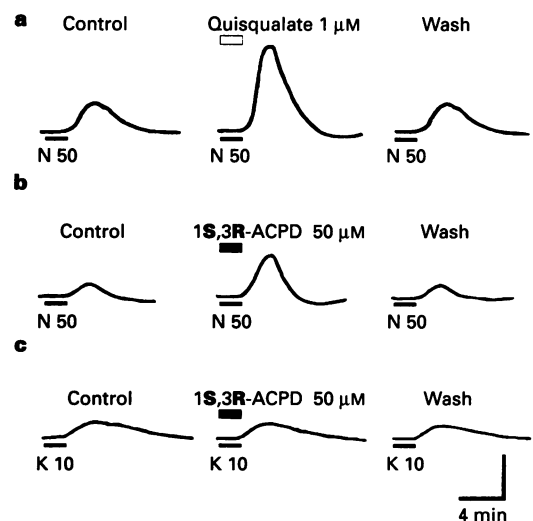 a
Control Quisqualate 1 μM Wash
N 50 N 50 N 50
b
Control 1S,3R-ACPD 50 μM Wash
N 50 N 50 N 50
c
Control 1S,3R-ACPD 50 μM Wash
K 10 K 10 K 10
4 min